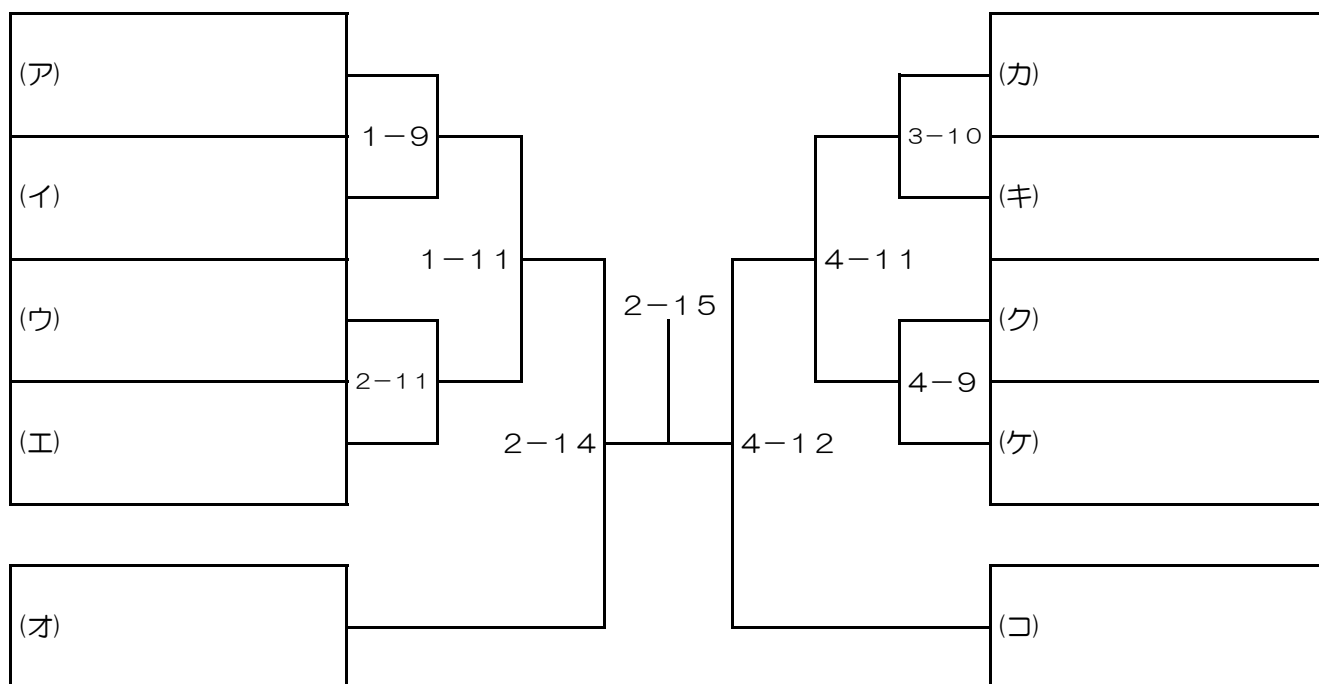 (ア)
(カ)
1－9
3－10
(イ)
(キ)
1－11
4－11
2－15
(ウ)
(ク)
2－11
4－9
(エ)
2－14
4－12
(ケ)
(オ)
(コ)